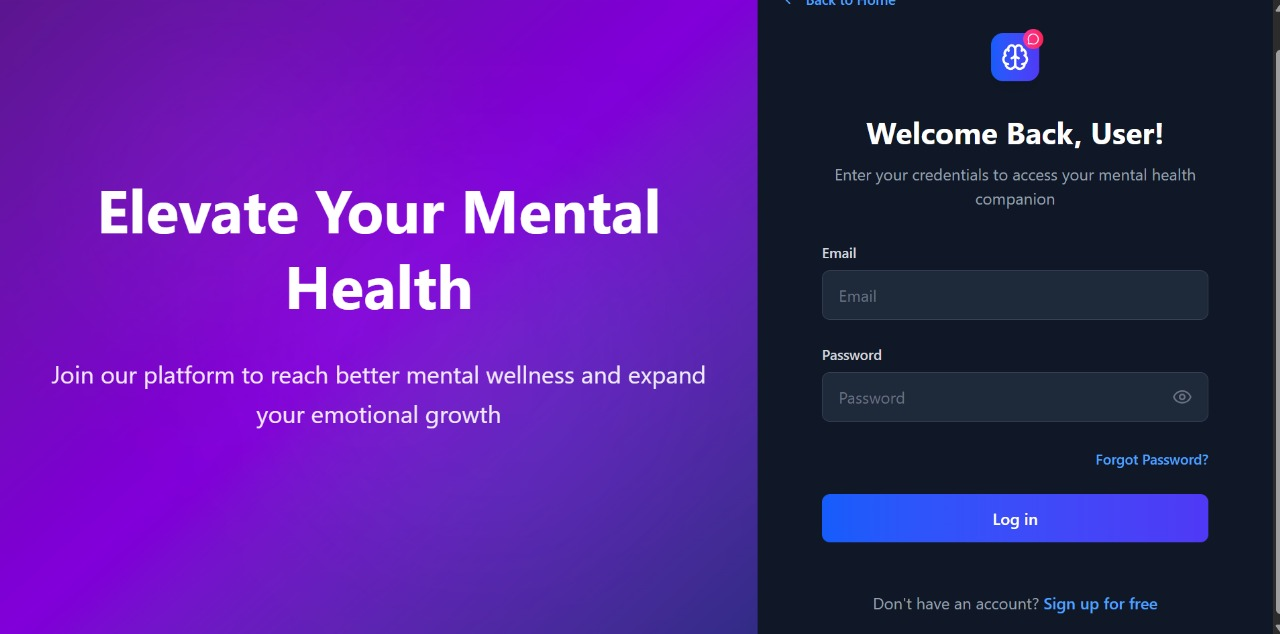 Back to Home
Elevate Your Mental
Health
Join our platform to reach better mental wellness and expand
your emotional growth
Welcome Back, User!
Enter your credentials to access your mental health
companion
Email
Email
Password
Password
Forgot Password?
Log in
Don't have an account? Sign up for free